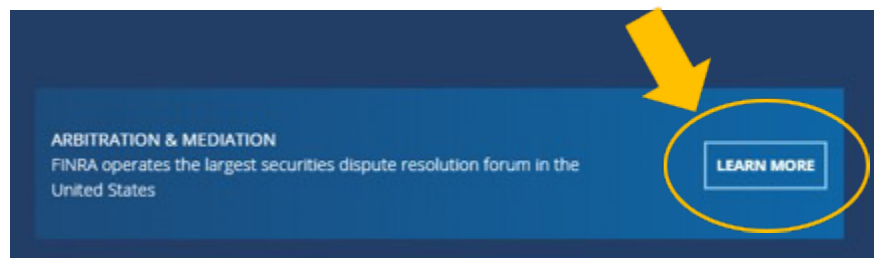 ARBITRATION & MEDIATION
FINRA operates the largest securities dispute resolution forum in the
United States
LEARN MORE